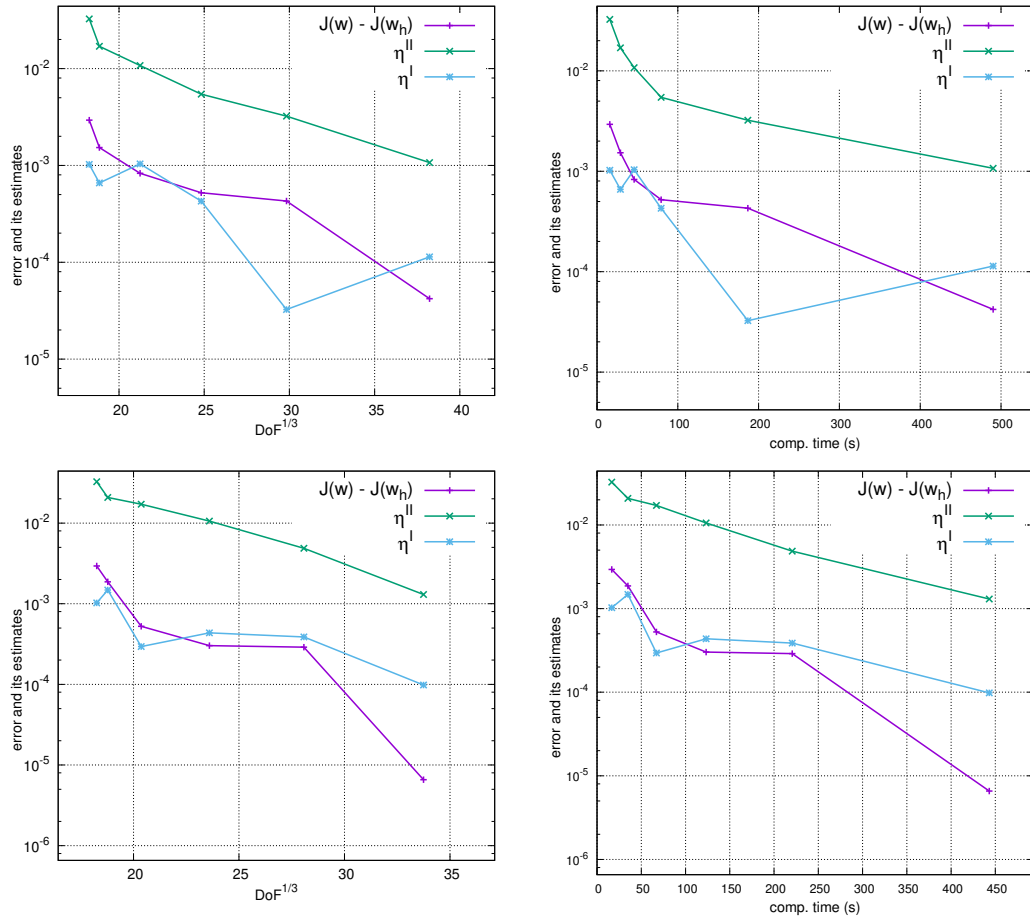 J(w) - J(w_h)
η^II
η^I
10^-2
10^-3
10^-4
10^-5
error and its estimates
20 25 30 35 40
DoF^1/3
J(w) - J(w_h)
η^II
η^I
10^-2
10^-3
10^-4
10^-5
error and its estimates
0 100 200 300 400 500
comp. time (s)
J(w) - J(w_h)
η^II
η^I
10^-2
10^-3
10^-4
10^-5
10^-6
error and its estimates
20 25 30 35
DoF^1/3
J(w) - J(w_h)
η^II
η^I
10^-2
10^-3
10^-4
10^-5
10^-6
error and its estimates
0 50 100 150 200 250 300 350 400 450
comp. time (s)